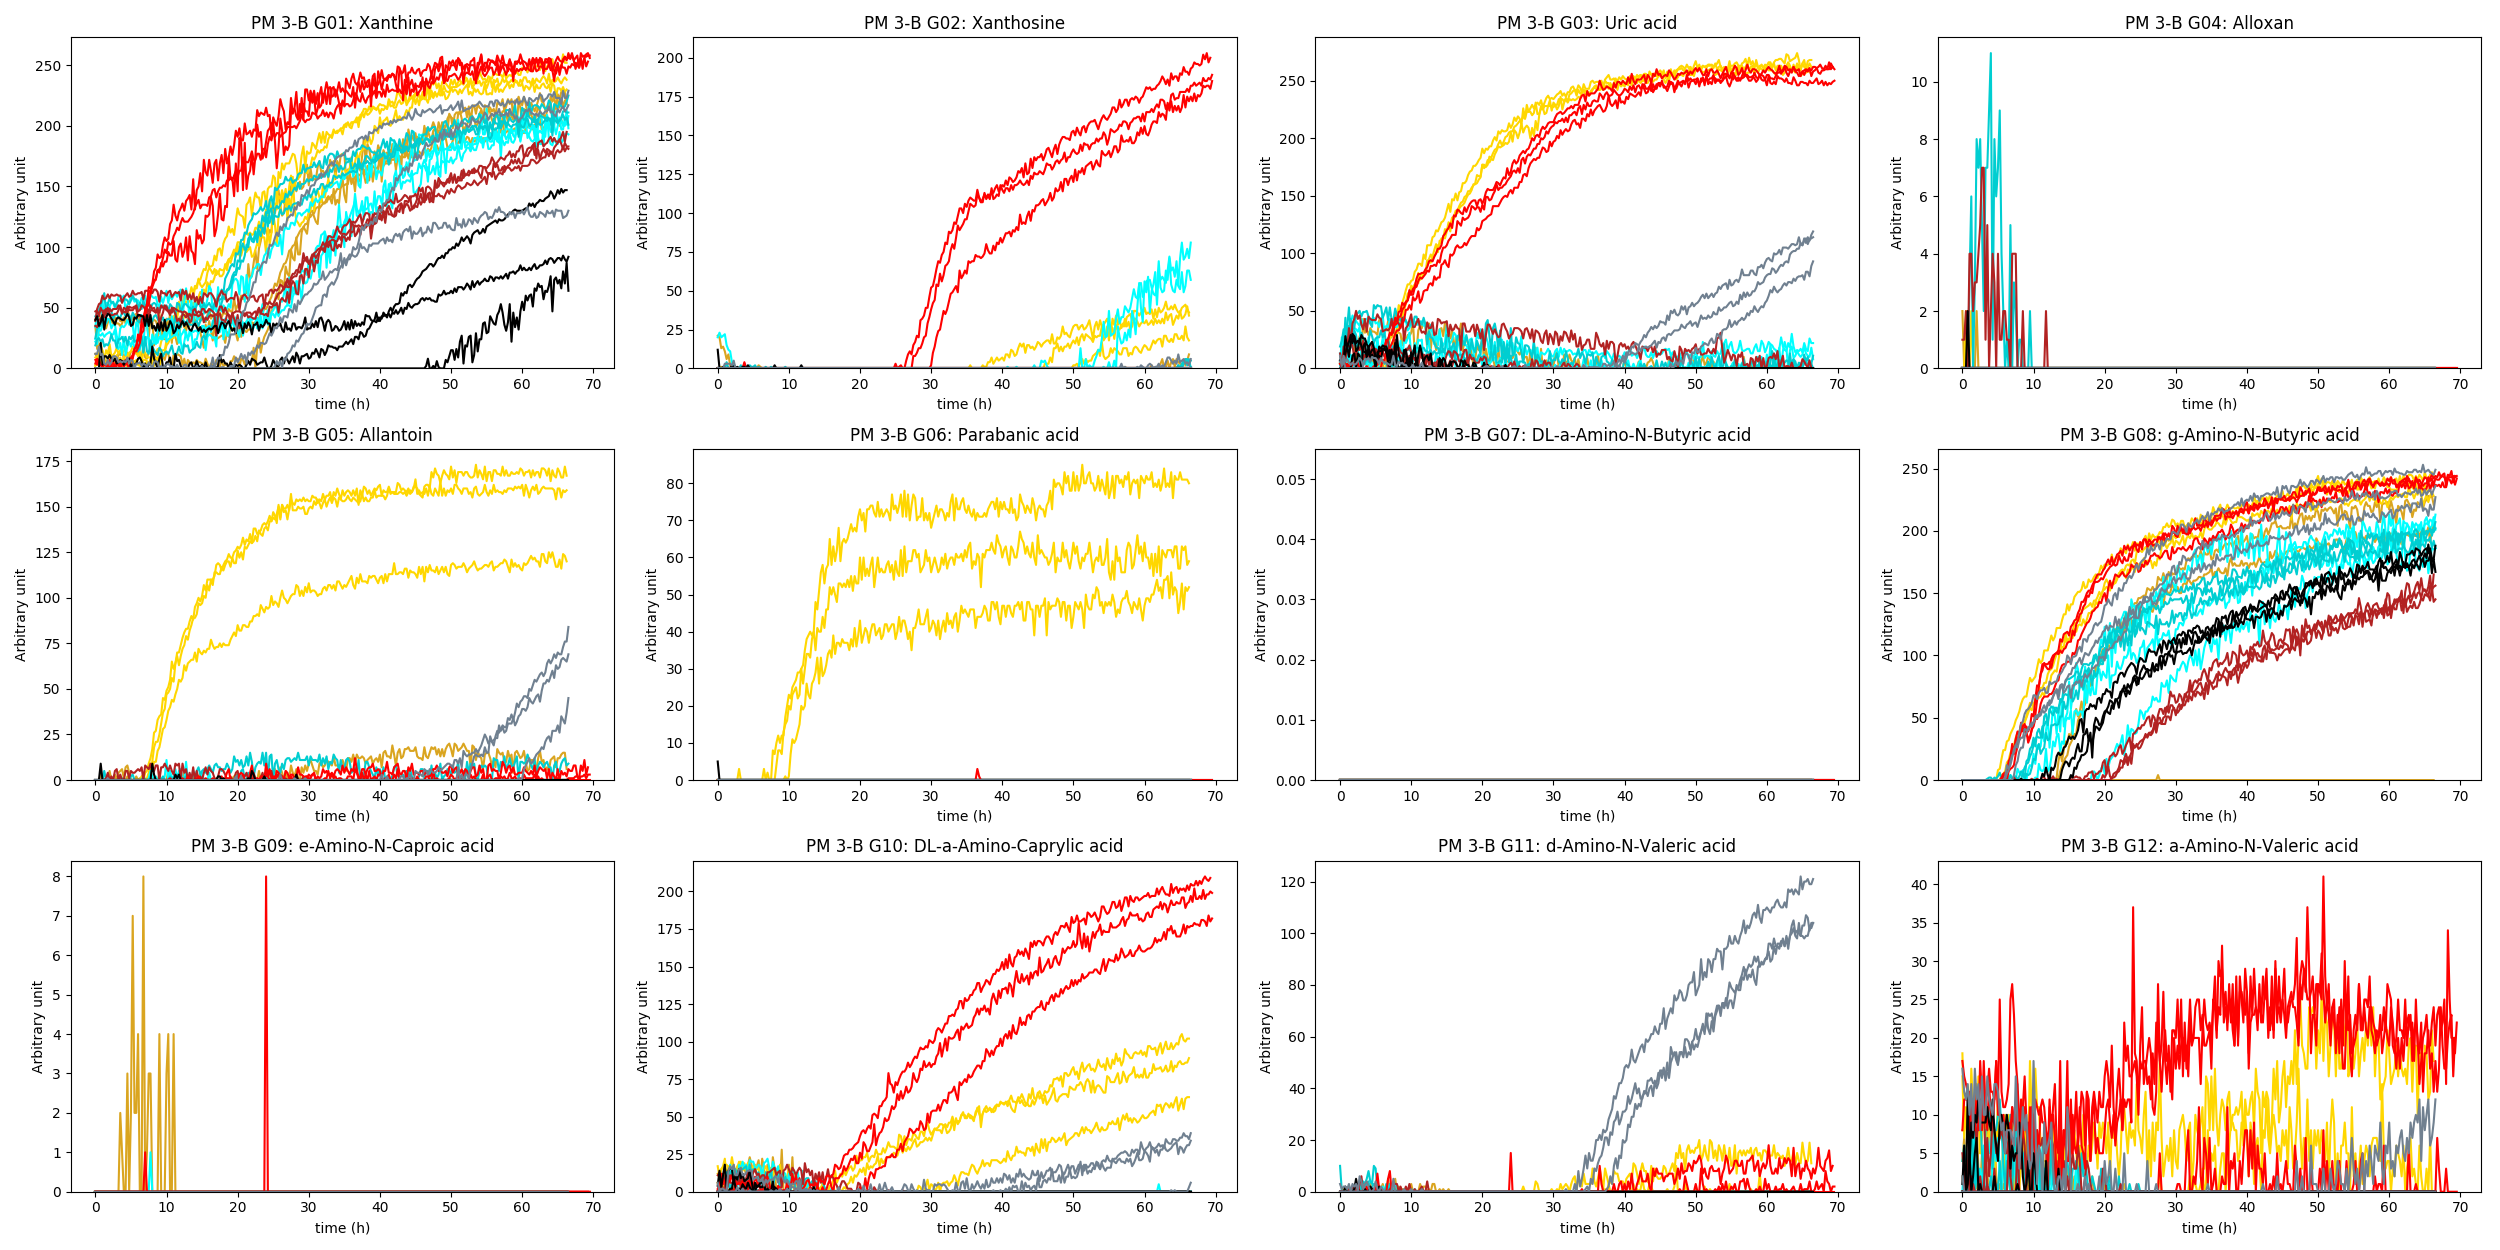 PM 3-B G01: Xanthine
PM 3-B G02: Xanthosine
PM 3-B G03: Uric acid
PM 3-B G04: Alloxan
Arbitrary unit
250
200
150
100
50
0
0 10 20 30 40 50 60 70
time (h)
Arbitrary unit
200
175
150
125
100
75
50
25
0
0 10 20 30 40 50 60 70
time (h)
Arbitrary unit
250
200
150
100
50
0
0 10 20 30 40 50 60 70
time (h)
Arbitrary unit
10
8
6
4
2
0
0 10 20 30 40 50 60 70
time (h)
PM 3-B G05: Allantoin
PM 3-B G06: Parabanic acid
PM 3-B G07: DL-a-Amino-N-Butyric acid
PM 3-B G08: g-Amino-N-Butyric acid
Arbitrary unit
175
150
125
100
75
50
25
0
0 10 20 30 40 50 60 70
time (h)
Arbitrary unit
80
70
60
50
40
30
20
10
0
0 10 20 30 40 50 60 70
time (h)
Arbitrary unit
0.05
0.04
0.03
0.02
0.01
0.00
0 10 20 30 40 50 60 70
time (h)
Arbitrary unit
250
200
150
100
50
0
0 10 20 30 40 50 60 70
time (h)
PM 3-B G09: e-Amino-N-Caproic acid
PM 3-B G10: DL-a-Amino-Caprylic acid
PM 3-B G11: d-Amino-N-Valeric acid
PM 3-B G12: a-Amino-N-Valeric acid
Arbitrary unit
8
7
6
5
4
3
2
1
0
0 10 20 30 40 50 60 70
time (h)
Arbitrary unit
200
175
150
125
100
75
50
25
0
0 10 20 30 40 50 60 70
time (h)
Arbitrary unit
120
100
80
60
40
20
0
0 10 20 30 40 50 60 70
time (h)
Arbitrary unit
40
35
30
25
20
15
10
5
0
0 10 20 30 40 50 60 70
time (h)